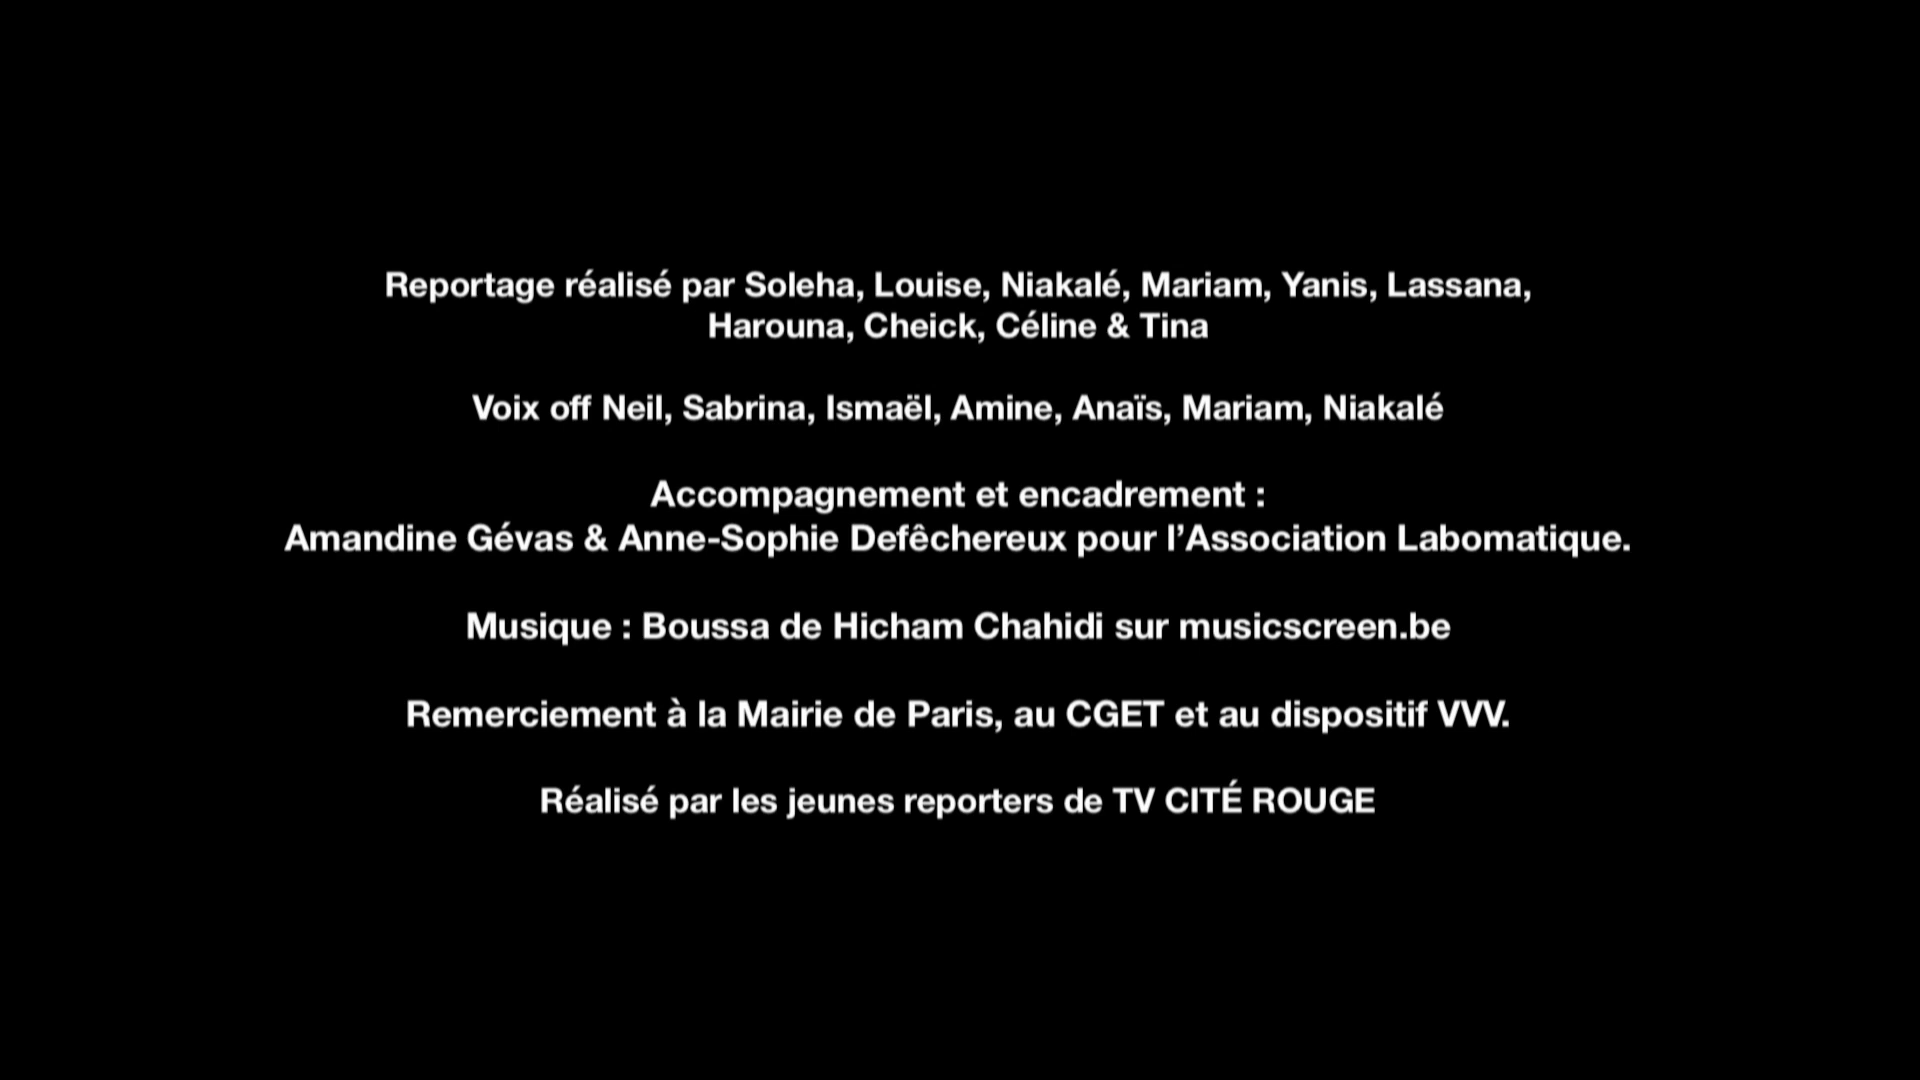 Reportage réalisé par Soleha, Louise, Niakalé, Mariam, Yanis, Lassana,
Harouna, Cheick, Céline & Tina
Voix off Neil, Sabrina, Ismaël, Amine, Anaïs, Mariam, Niakalé
Accompagnement et encadrement :
Amandine Gévas & Anne-Sophie Defêchereux pour l’Association Labomatique.
Musique : Boussa de Hicham Chahidi sur musicscreen.be
Remerciement à la Mairie de Paris, au CGET et au dispositif VVV.
Réalisé par les jeunes reporters de TV CITÉ ROUGE